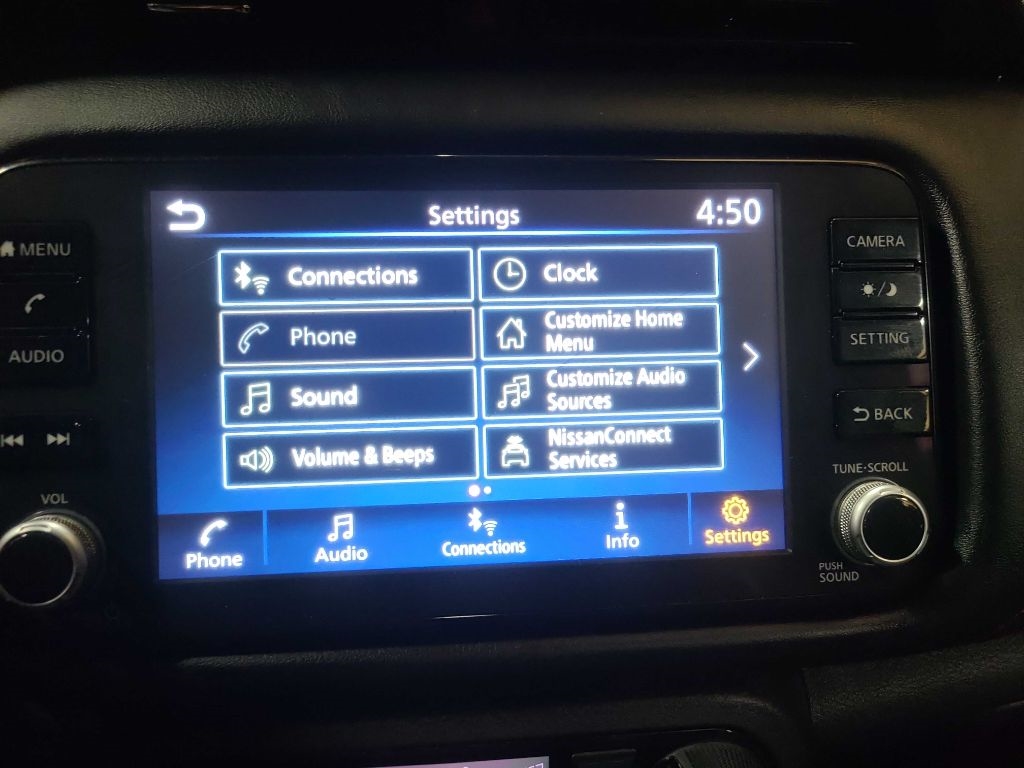 Settings
4:50
MENU
AUDIO
VOL
Connections
Clock
Phone
Customize Home
Menu
Sound
Customize Audio
Sources
Volume & Beeps
NissanConnect
Services
Phone
Audio
Connections
Info
Settings
CAMERA
SETTING
BACK
TUNE·SCROLL
PUSH
SOUND